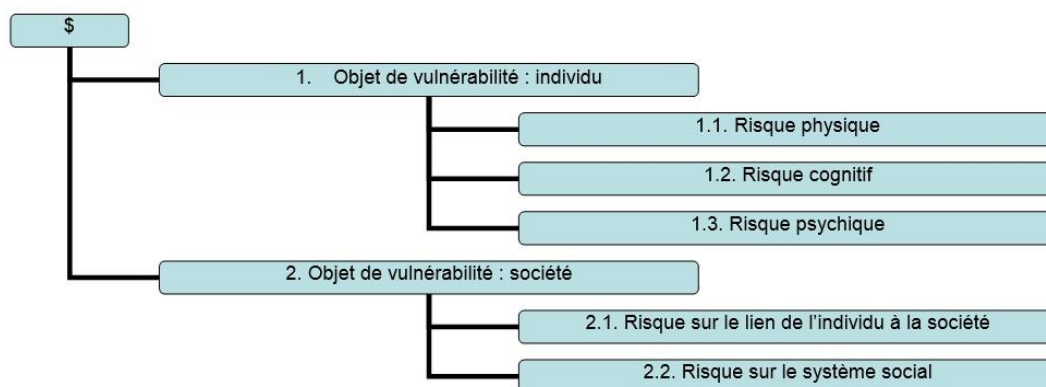 $
1. Objet de vulnérabilité : individu
1.1. Risque physique
1.2. Risque cognitif
1.3. Risque psychique
2. Objet de vulnérabilité : société
2.1. Risque sur le lien de l’individu à la société
2.2. Risque sur le système social